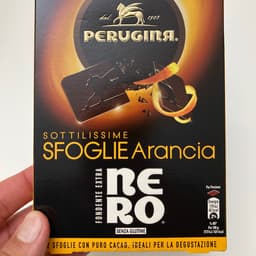 dal 1907
PERUGINA®
SOTTILISSIME
SFOGLIE Arancia
FONDENTE EXTRA
NERO®
SENZA GLUTINE
SFOGLIE CON PURO CACAO, IDEALI PER LA DEGUSTAZIONE